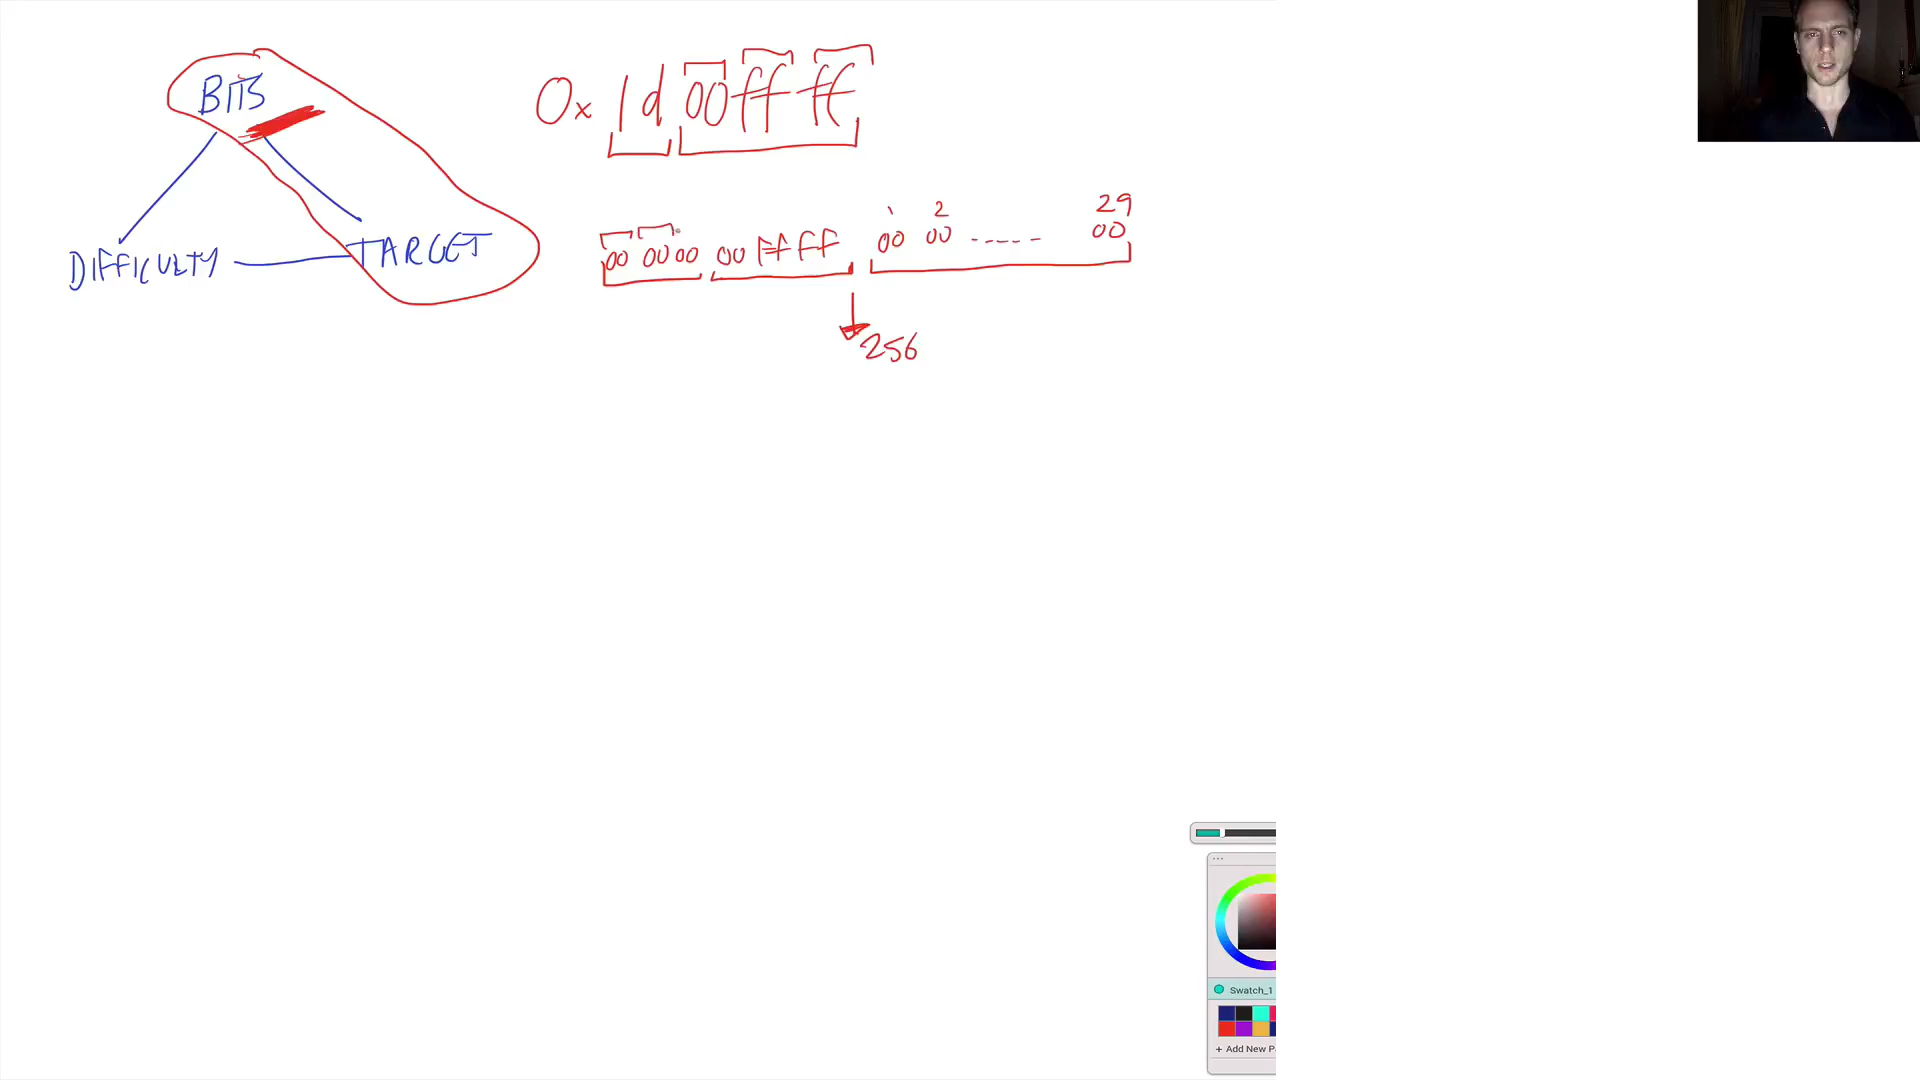 BITS
0x 1d 00 ff ff
1 2 29
00 00 00 00 FF FF 00 00 ----- 00
DIFFICULTY TARGET
256
Swatch_1
+ Add New P